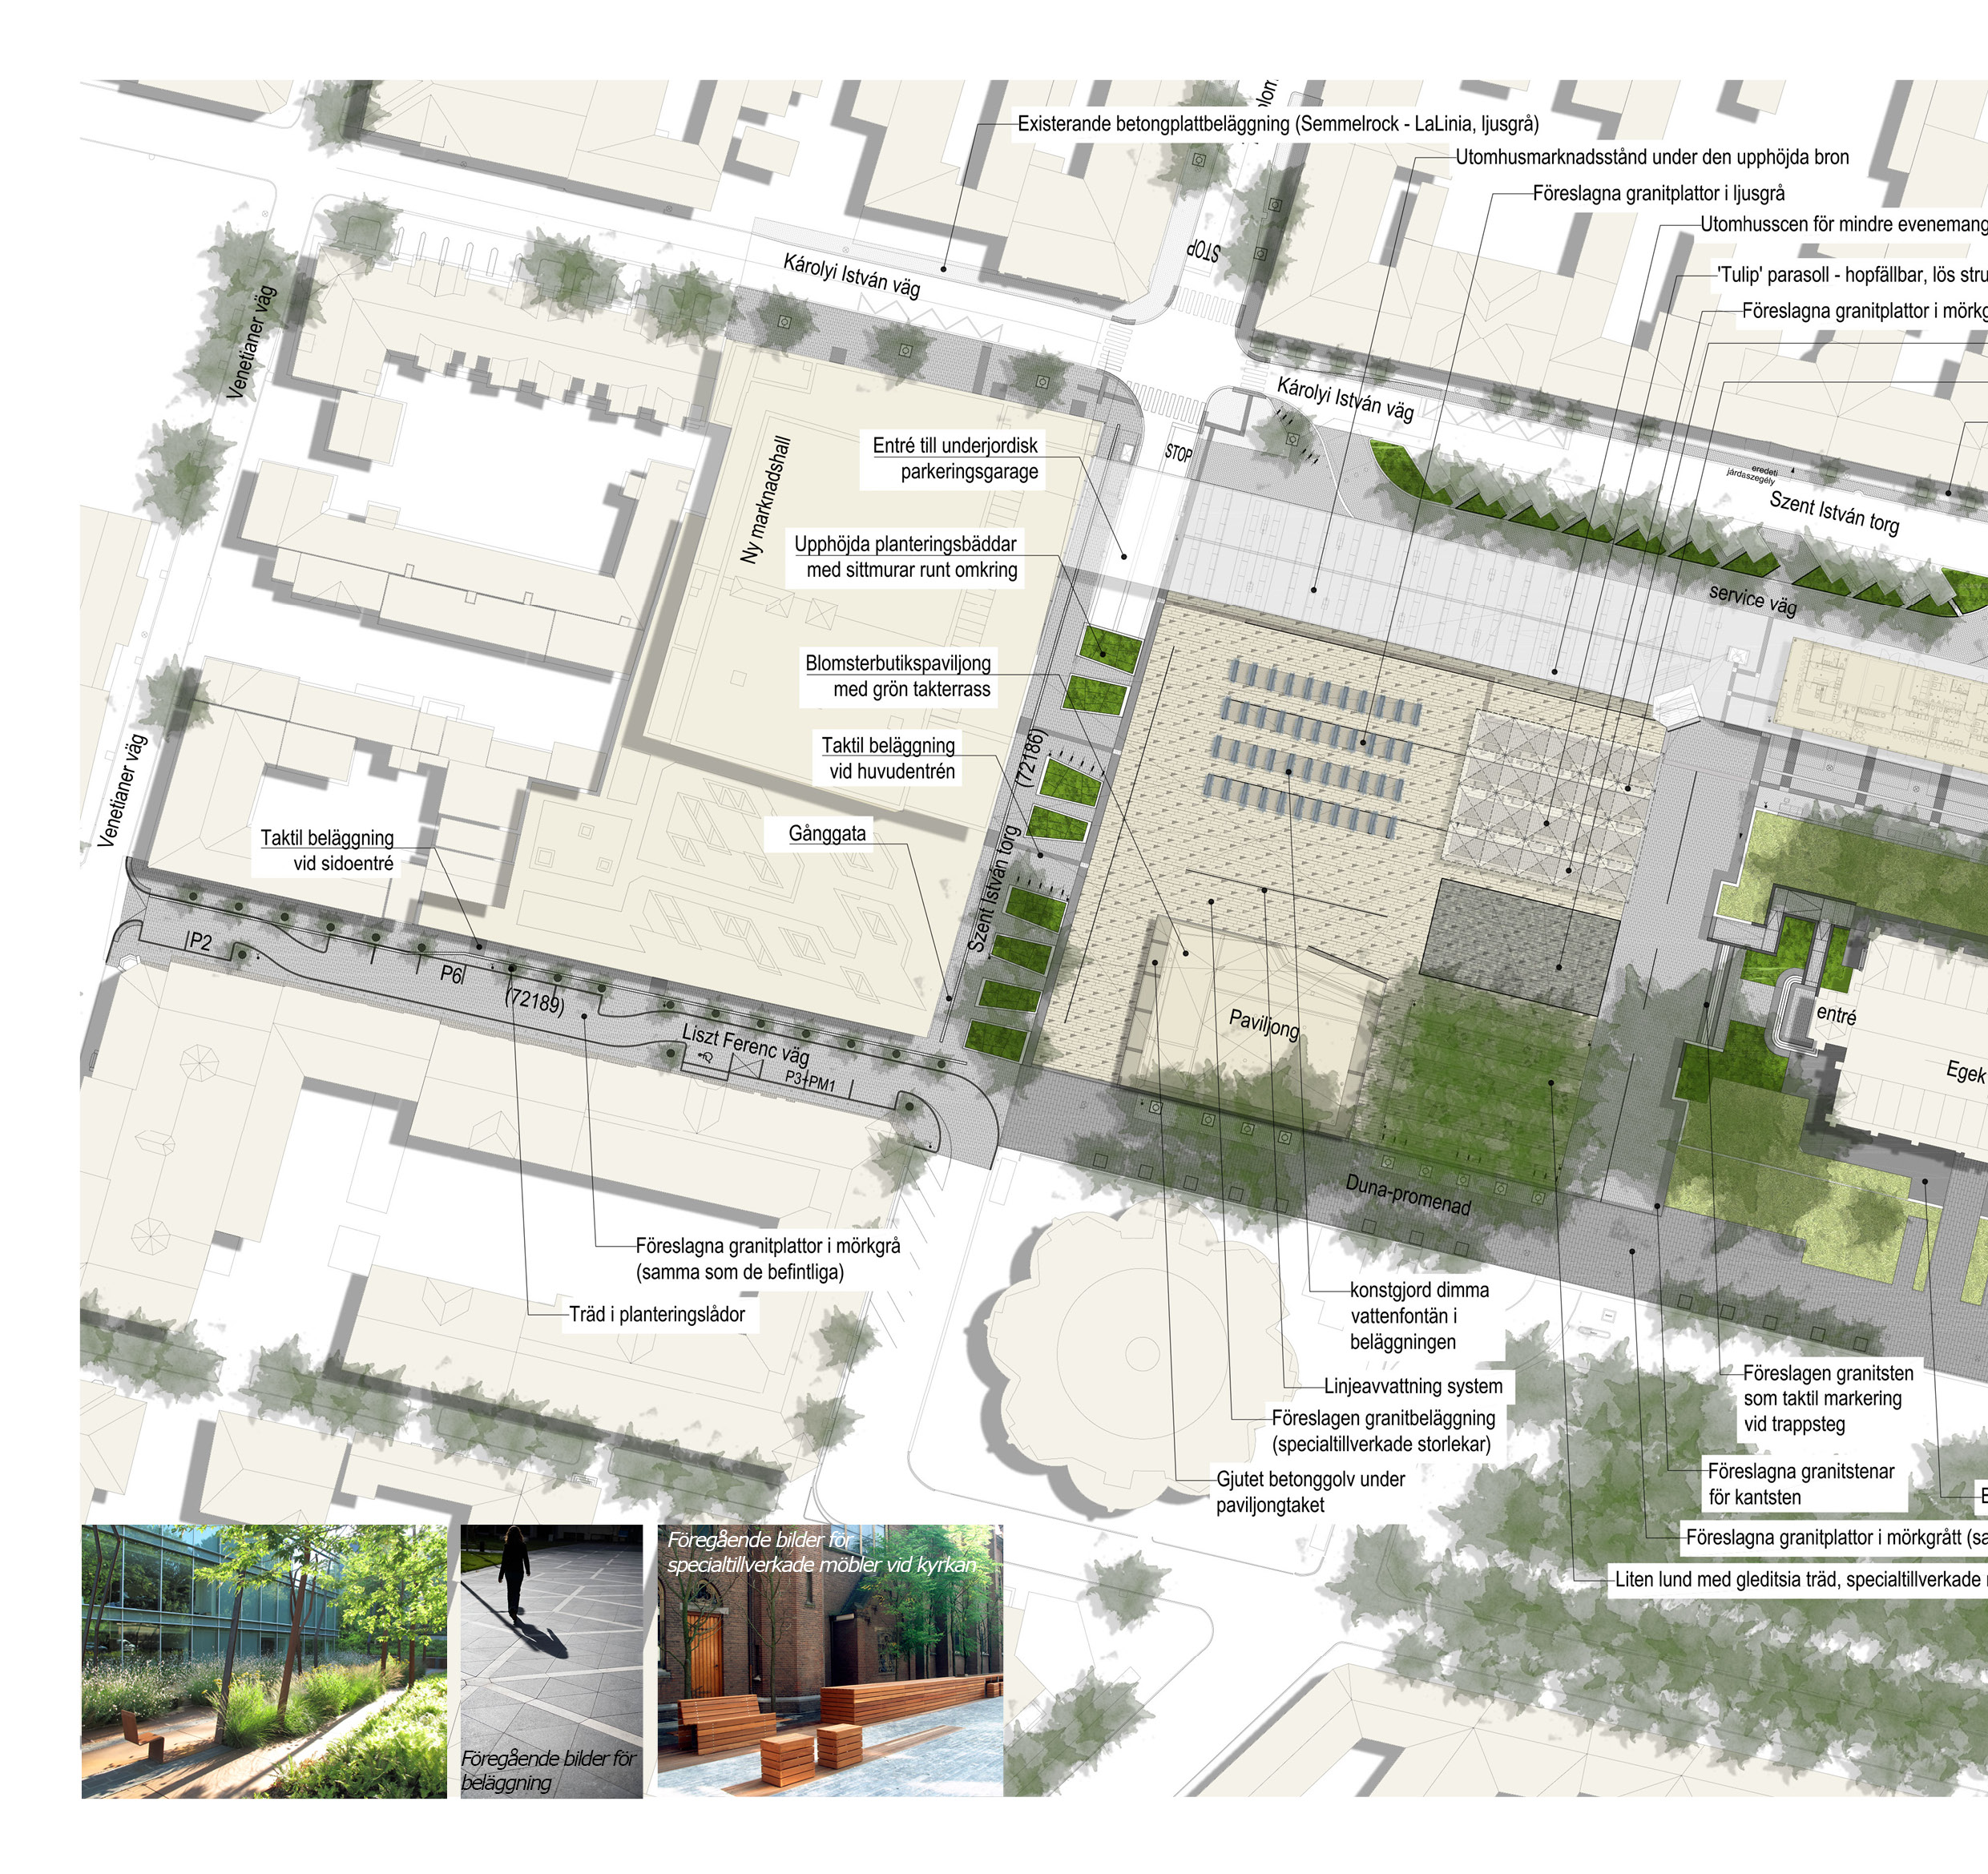 Existerande betongplattbeläggning (Semmelrock - LaLinia, ljusgrå)
Utomhusmarknadsstånd under den upphöjda bron
Föreslagna granitplattor i ljusgrå
Utomhusscen för mindre evenemang
'Tulip' parasoll - hopfällbar, lös
Föreslagna granitplattor i
STOP
Károlyi István väg
Venetianer väg
Károlyi István väg
STOP
Entré till underjordisk
parkeringsgarage
Ny marknadshall
eredeti
járdaszegély
Szent István torg
Upphöjda planteringsbäddar
med sittmurar runt omkring
service väg
Blomsterbutikspaviljong
med grön takterrass
Taktil beläggning
vid huvudentrén
(72186)
Venetianer väg
Taktil beläggning
vid sidoentré
Gånggata
Szent István torg
P2
P6
(72189)
Liszt Ferenc väg
P3+PM1
Paviljong
entré
Egek
Duna-promenad
Föreslagna granitplattor i mörkgrå
(samma som de befintliga)
Träd i planteringslådor
konstgjord dimma
vattenfontän i
beläggningen
Linjeavvattning system
Föreslagen granitbeläggning
(specialtillverkade storlekar)
Gjutet betonggolv under
paviljongtaket
Föreslagen granitsten
som taktil markering
vid trappsteg
Föreslagna granitstenar
för kantsten
Föreslagna granitplattor i mörkgrått
Liten lund med gleditsia träd, specialtillverkade
Föregående bilder för
specialtillverkade möbler vid kyrkan
Föregående bilder för
beläggning